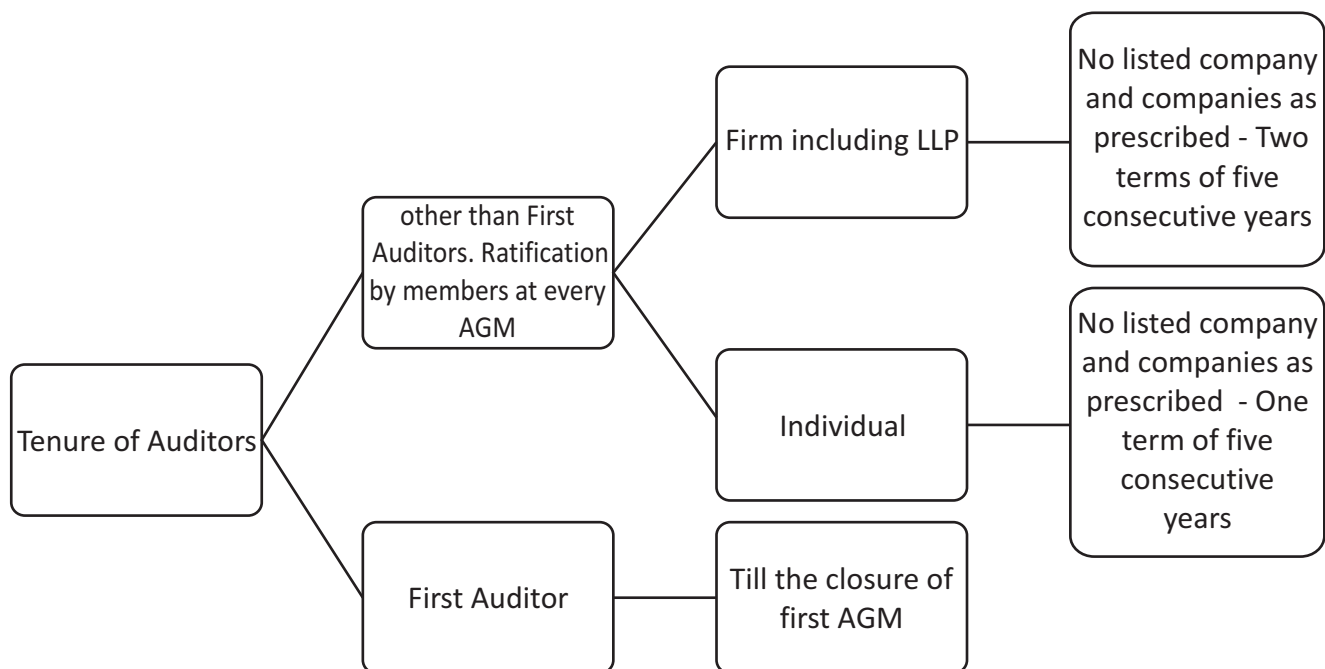 Tenure of Auditors
other than First
Auditors. Ratification
by members at every
AGM
Firm including LLP
No listed company
and companies as
prescribed - Two
terms of five
consecutive years
Individual
No listed company
and companies as
prescribed - One
term of five
consecutive
years
First Auditor
Till the closure of
first AGM